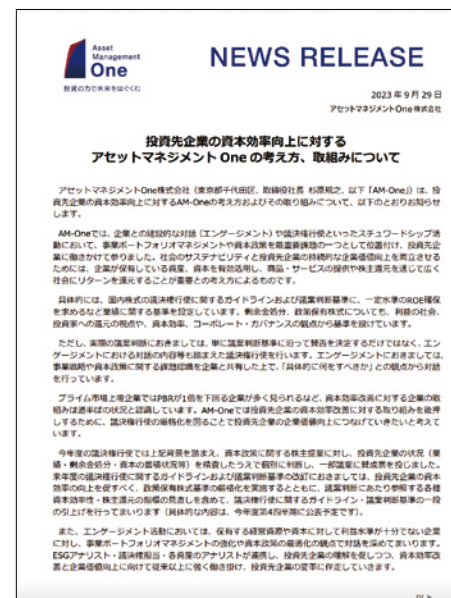 Asset
Management
One
投資の力で未来をはぐくむ
NEWS RELEASE
2023 年 9 月 29 日
アセットマネジメント One 株式会社
投資先企業の資本効率向上に対する
アセットマネジメント One の考え方、取組みについて
アセットマネジメントOne株式会社（東京都千代田区、取締役社長 杉原規之、以下「AM-One」）は、投
資先企業の資本効率向上に対するAM-Oneの考え方およびその取り組みについて、以下のとおりお知らせ
します。
AM-Oneでは、企業との建設的な対話（エンゲージメント）や議決権行使といったスチュワードシップ活
動において、事業ポートフォリオマネジメントや資本政策を最重要課題の一つとして位置付け、投資先企
業に働きかけて参りました。社会のサステナビリティと投資先企業の持続的な企業価値向上を両立させる
ためには、企業が保有している資産、資本を有効活用し、商品・サービスの提供や株主還元を通じて広く
社会にリターンを還元することが重要との考え方によるものです。
具体的には、国内株式の議決権行使に関するガイドラインおよび議案判断基準に、一定水準のROE確保
を求めるなど業績に関する基準を設定しています。剰余金処分、政策保有株式についても、利益の社会、
投資家への還元の視点や、資本効率、コーポレート・ガバナンスの観点から基準を設けています。
ただし、実際の議案判断におきましては、単に議案判断基準に沿って賛否を決定するだけではなく、エン
ゲージメントにおける対話の内容等も踏まえた議決権行使を行います。エンゲージメントにおきましては、
事業戦略や資本政策に関する課題認識を企業と共有した上で、「具体的に何をすべきか」との観点から対話
を行っています。
プライム市場上場企業ではPBRが1倍を下回る企業が多く見られるなど、資本効率改善に対する企業の取
組みは道半ばの状況と認識しています。AM-Oneでは投資先企業の資本効率改善に対する取り組みを後押
しするために、議決権行使の厳格化を図ることで投資先企業の企業価値向上につなげていきたいと考えて
います。
今年度の議決権行使では上記背景を踏まえ、資本政策に関する株主提案に対し、投資先企業の状況（業
績・剰余金処分・資本の蓄積状況等）を精査したうえで個別に判断し、一部議案に賛成票を投じました。
来年度の議決権行使に関するガイドラインおよび議案判断基準の改訂におきましては、投資先企業の資本効
率の向上を促すべく、政策保有株式基準の厳格化を実施するとともに、議案判断にあたり参照する各種
資本効率性・株主還元の指標の見直しを含めて、議決権行使に関するガイドライン・議案判断基準の一段
の引上げを行ってまいります（具体的な内容は、今年度第4四半期に公表予定です）。
また、エンゲージメント活動においては、保有する経営資源や資本に対して利益水準が十分でない企業
に対し、事業ポートフォリオマネジメントの強化や資本政策の最適化の観点で対話を深めてまいります。
ESGアナリスト・議決権担当・各資産のアナリストが連携し、投資先企業の理解を促しつつ、資本効率改
善と企業価値向上に向けて従来以上に強く働き掛け、投資先企業の変革に伴走していきます。